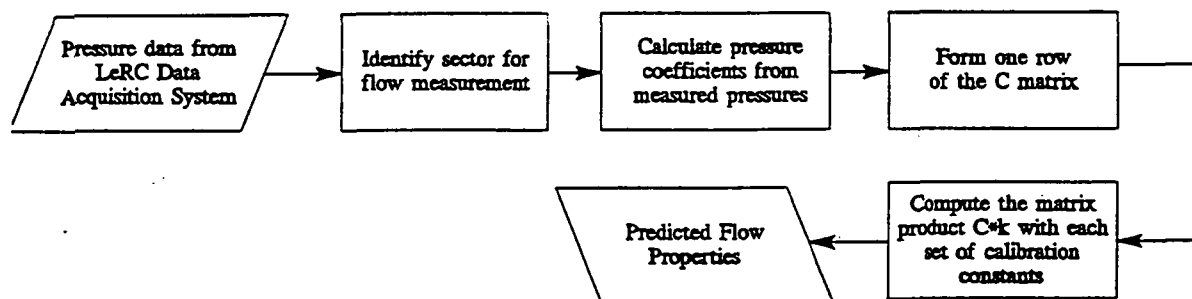 Pressure data from
LeRC Data
Acquisition System
Identify sector for
flow measurement
Calculate pressure
coefficients from
measured pressures
Form one row
of the C matrix
Compute the matrix
product C*k with each
set of calibration
constants
Predicted Flow
Properties